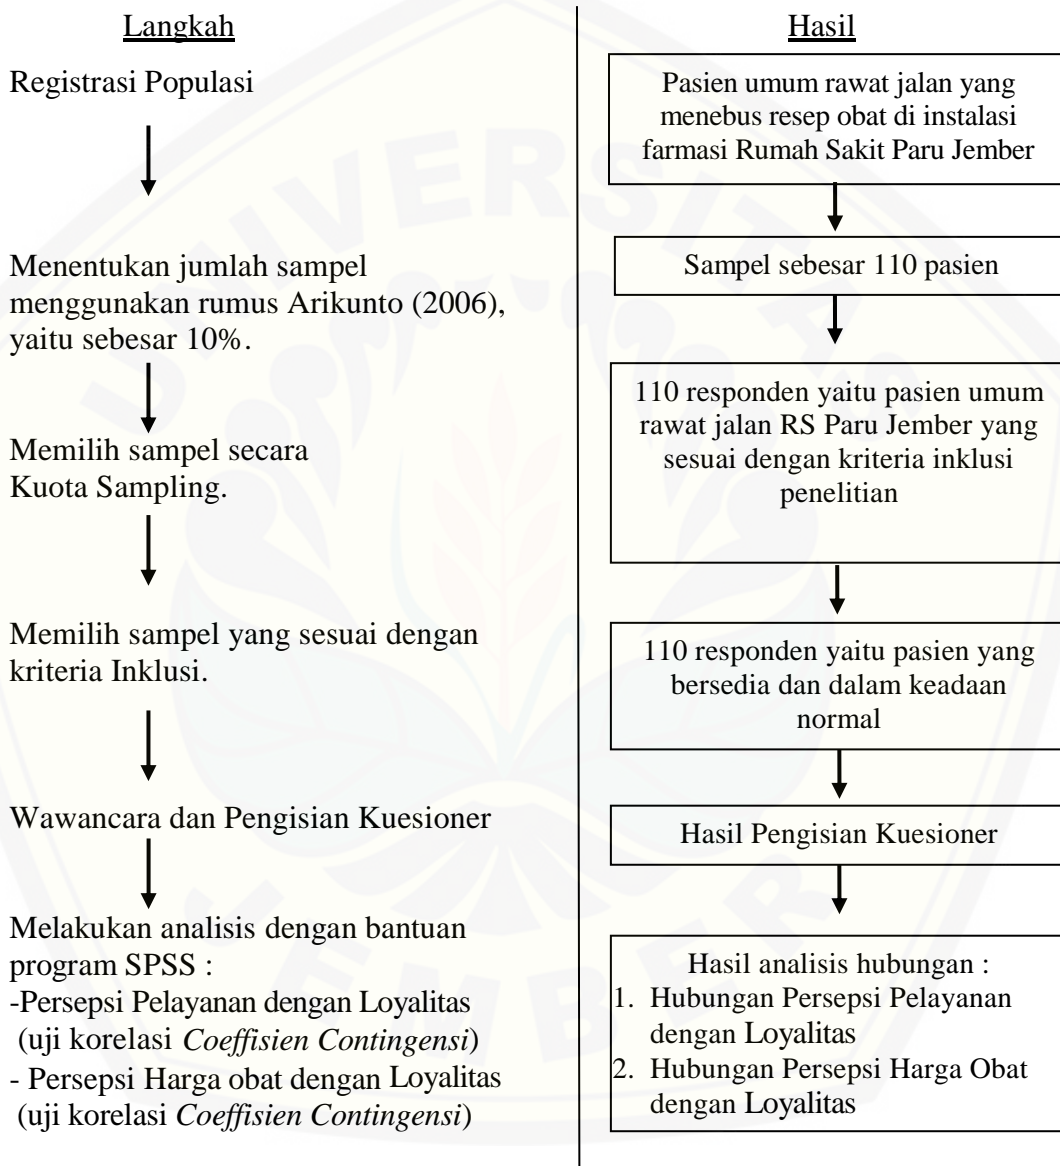 Langkah
Registrasi Populasi
Menentukan jumlah sampel
menggunakan rumus Arikunto (2006),
yaitu sebesar 10%.
Memilih sampel secara
Kuota Sampling.
Memilih sampel yang sesuai dengan
kriteria Inklusi.
Wawancara dan Pengisian Kuesioner
Melakukan analisis dengan bantuan
program SPSS :
-Persepsi Pelayanan dengan Loyalitas
(uji korelasi Coeffisien Contingensi)
- Persepsi Harga obat dengan Loyalitas
(uji korelasi Coeffisien Contingensi)
Hasil
Pasien umum rawat jalan yang
menebus resep obat di instalasi
farmasi Rumah Sakit Paru Jember
Sampel sebesar 110 pasien
110 responden yaitu pasien umum
rawat jalan RS Paru Jember yang
sesuai dengan kriteria inklusi
penelitian
110 responden yaitu pasien yang
bersedia dan dalam keadaan
normal
Hasil Pengisian Kuesioner
Hasil analisis hubungan :
1. Hubungan Persepsi Pelayanan
dengan Loyalitas
2. Hubungan Persepsi Harga Obat
dengan Loyalitas
UNIVERSITAS
JEMBER